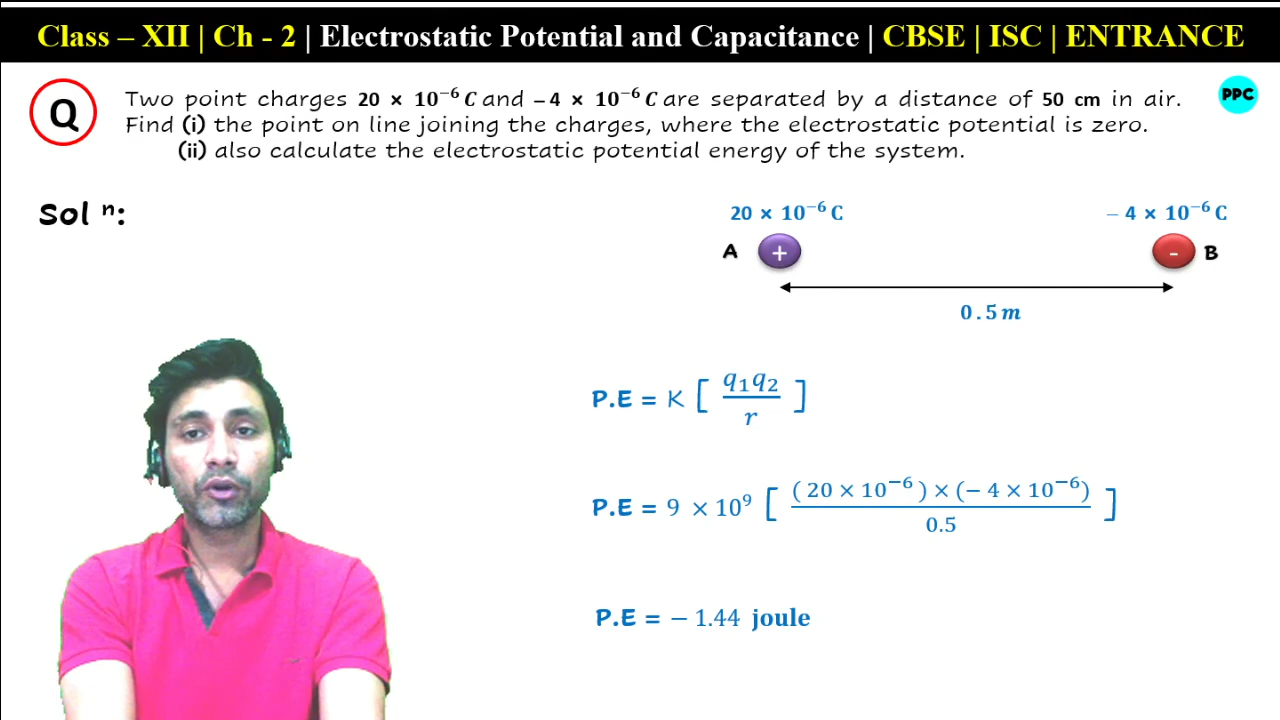 Class – XII | Ch - 2 | Electrostatic Potential and Capacitance | CBSE | ISC | ENTRANCE
Q
PPC
Two point charges 20 × 10⁻⁶ C and – 4 × 10⁻⁶ C are separated by a distance of 50 cm in air.
Find (i) the point on line joining the charges, where the electrostatic potential is zero.
(ii) also calculate the electrostatic potential energy of the system.
Sol ⁿ:
20 × 10⁻⁶ C
– 4 × 10⁻⁶ C
A + - B
0.5 m
P.E = K [ q₁q₂ / r ]
P.E = 9 × 10⁹ [ ( 20 × 10⁻⁶ ) × (– 4 × 10⁻⁶) / 0.5 ]
P.E = – 1.44 joule